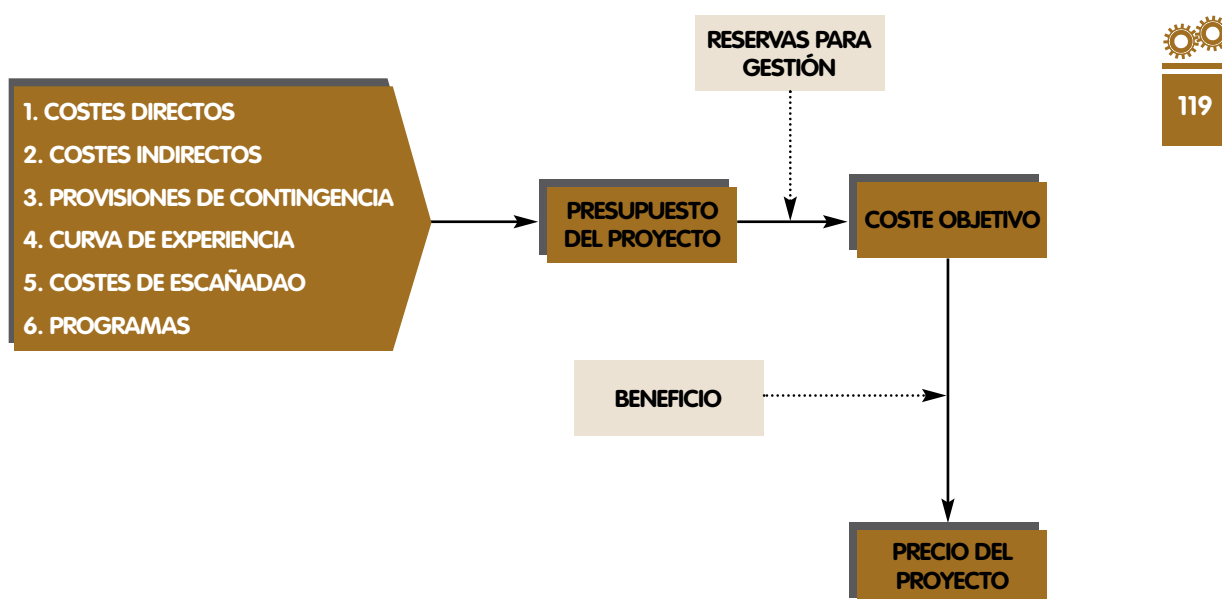 RESERVAS PARA
GESTIÓN
119
1. COSTES DIRECTOS
2. COSTES INDIRECTOS
3. PROVISIONES DE CONTINGENCIA
4. CURVA DE EXPERIENCIA
5. COSTES DE ESCAÑADAO
6. PROGRAMAS
PRESUPUESTO
DEL PROYECTO
COSTE OBJETIVO
BENEFICIO
PRECIO DEL
PROYECTO